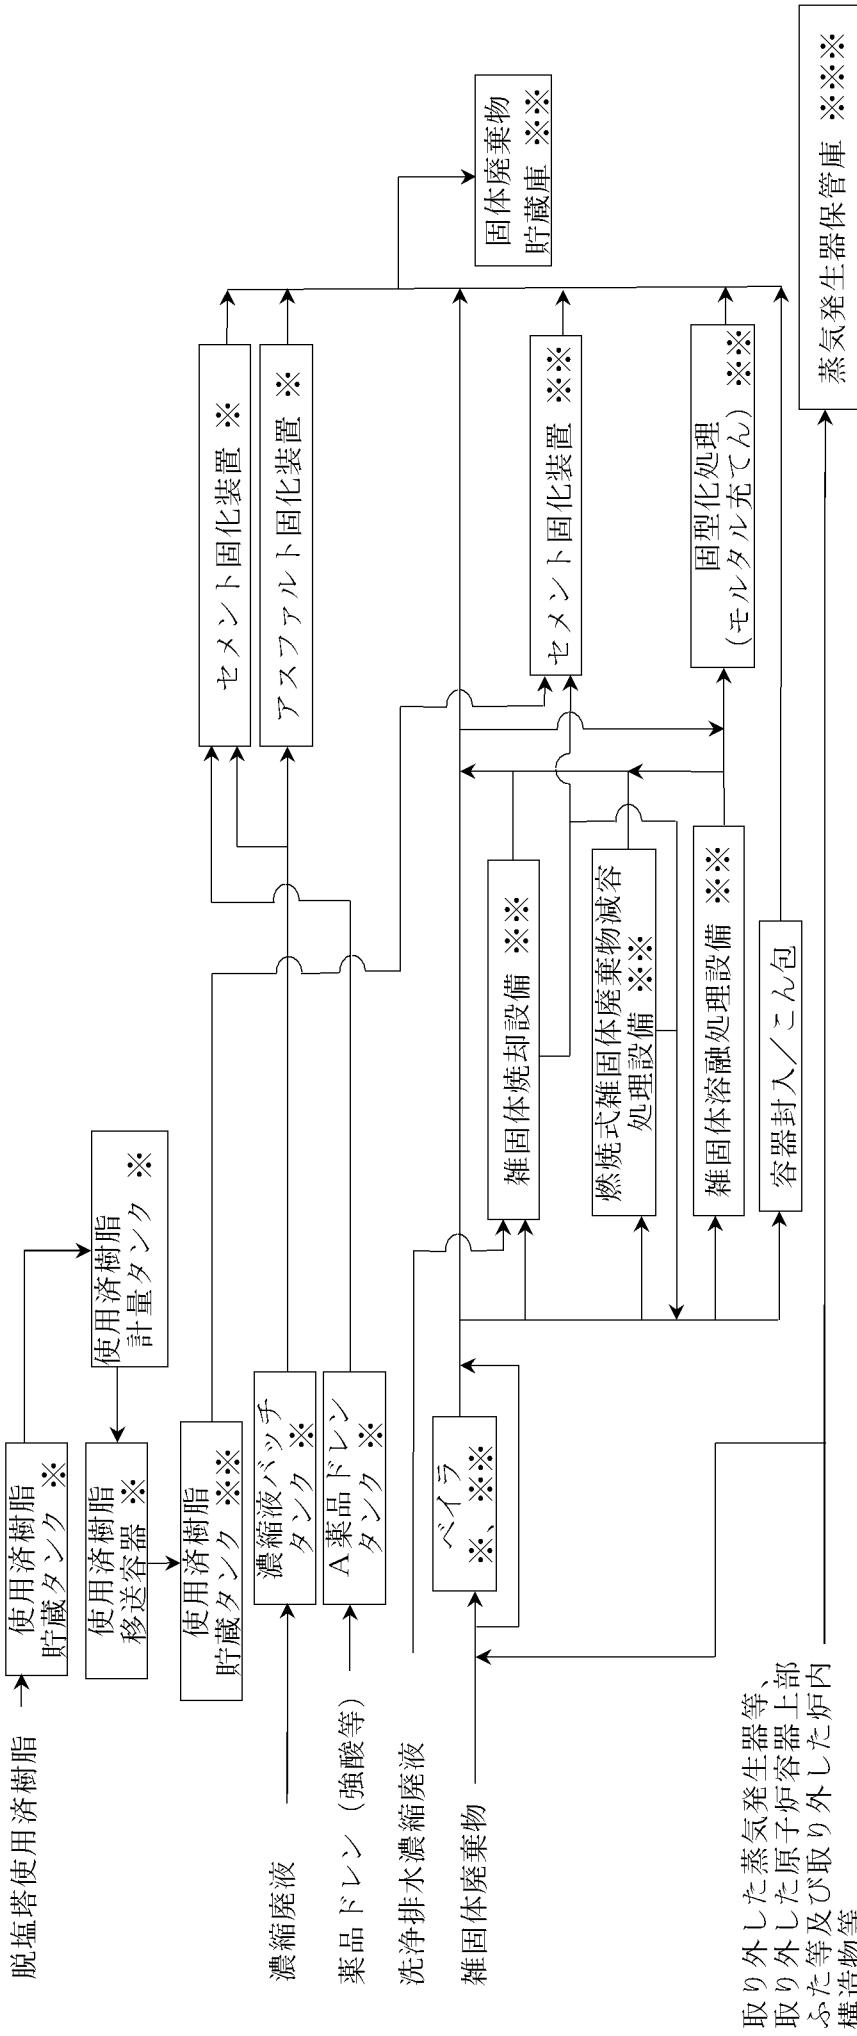 脱塩塔使用済樹脂
使用済樹脂
貯蔵タンク ※
使用済樹脂
計量タンク ※
使用済樹脂
移送容器 ※
使用済樹脂
貯蔵タンク ※※
濃縮廃液
濃縮液バッチ
タンク ※
セメント固化装置 ※
アスファルト固化装置 ※
薬品ドレン(強酸等)
A薬品ドレン
タンク ※
洗浄排水濃縮廃液
雑固体廃棄物
ベイラ
※、※※
雑固体焼却設備 ※※
燃焼式雑固体廃棄物減容
処理設備 ※※
雑固体溶融処理設備 ※※
容器封入/こん包
セメント固化装置 ※※
固型化処理
(モルタル充てん) ※※
固体廃棄物
貯蔵庫 ※※
取り外した蒸気発生器等、
取り外した原子炉容器上部
ふた等及び取り外した炉内
構造物等
蒸気発生器保管庫 ※※※